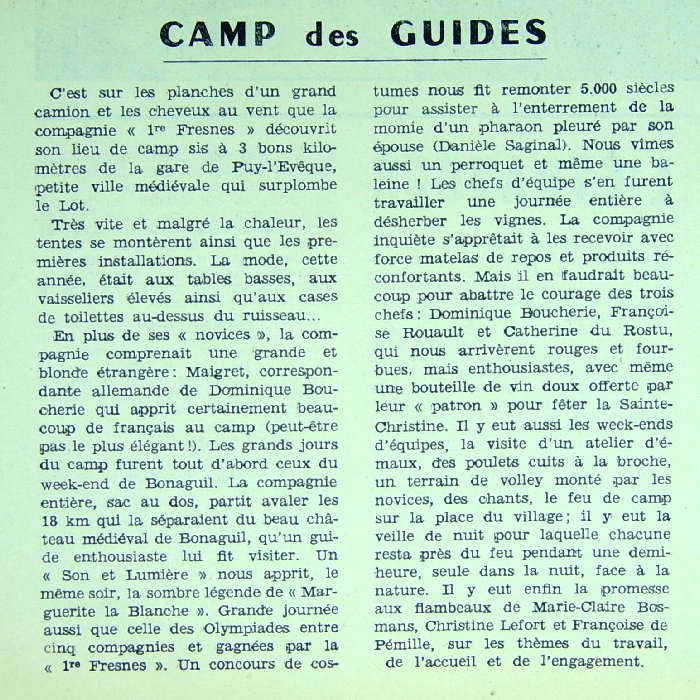 CAMP des GUIDES
C'est sur les planches d'un grand
camion et les cheveux au vent que la
compagnie « 1re Fresnes » découvrit
son lieu de camp sis à 3 bons kilo-
mètres de la gare de Puy-l'Evêque,
petite ville médiévale qui surplombe
le Lot.
Très vite et malgré la chaleur, les
tentes se montèrent ainsi que les pre-
mières installations. La mode, cette
année, était aux tables basses, aux
vaisseliers élevés ainsi qu'aux cases
de toilettes au-dessus du ruisseau...
En plus de ses « novices », la com-
pagnie comprenait une grande et
blonde étrangère : Maigret, correspon-
dante allemande de Dominique Bou-
cherie qui apprit certainement beau-
coup de français au camp (peut-être
pas le plus élégant !). Les grands jours
du camp furent tout d'abord ceux du
week-end de Bonaguil. La compagnie
entière, sac au dos, partit avaler les
18 km qui la séparaient du beau châ-
teau médéval de Bonaguil, qu'un gui-
de enthousiaste lui fit visiter. Un
« Son et Lumière » nous apprit, le
même soir, la sombre légende de « Mar-
guerite la Blanche ». Grande journée
aussi que celle des Olympiades entre
cinq compagnies et gagnées par la
« 1re Fresnes ». Un concours de cos-
tumes nous fit remonter 5.000 siècles
pour assister à l'enterrement de la
momie d'un pharaon pleuré par son
épouse (Danièle Saginal). Nous vîmes
aussi un perroquet et même une ba-
leine ! Les chefs d'équipe s'en furent
travailler une journée entière à
désherber les vignes. La compagnie
inquiète s'apprêtait à les recevoir avec
force matelas de repos et produits ré-
confortants. Mais il en faudrait beau-
coup pour abattre le courage des trois
chefs : Dominique Boucherie, Françoi-
se Rouault et Catherine du Rostu,
qui nous arrivèrent rouges et four-
bues, mais enthousiastes, avec même
une bouteille de vin doux offerte par
leur « patron » pour fêter la Sainte-
Christine. Il y eut aussi les week-ends
d'équipes, la visite d'un atelier d'é-
maux, des poulets cuits à la broche,
un terrain de volley monté par les
novices, des chants, le feu de camp
sur la place du village ; il y eut la
veille de nuit pour laquelle chacune
resta près du feu pendant une demi-
heure, seule dans la nuit, face à la
nature. Il y eut enfin la promesse
aux flambeaux de Marie-Claire Bos-
mans, Christine Lefort et Françoise de
Pémille, sur les thèmes du travail,
de l'accueil et de l'engagement.